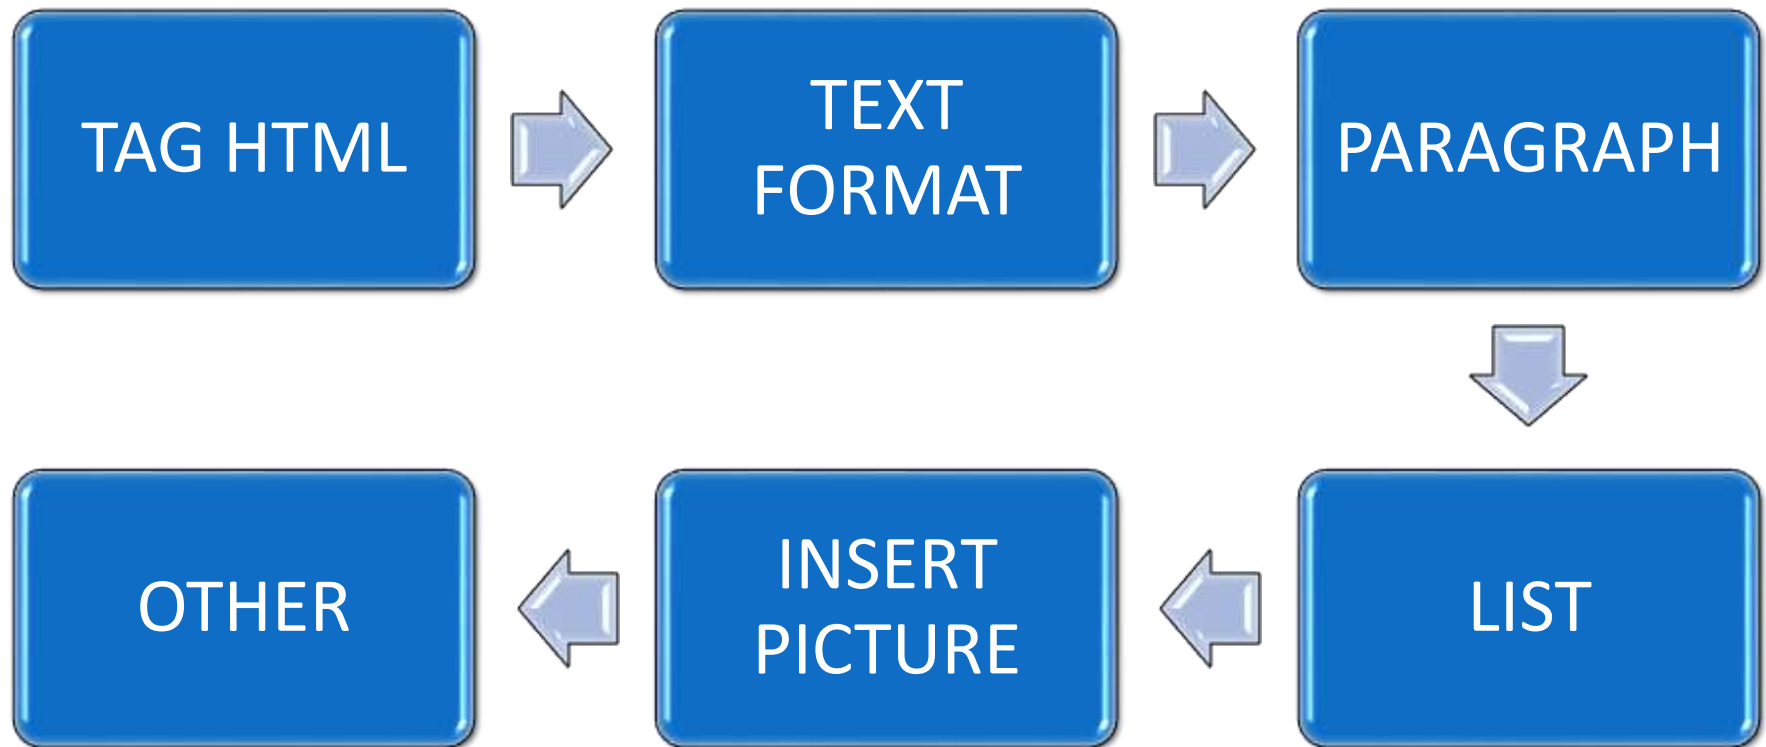 TAG HTML
TEXT
FORMAT
PARAGRAPH
LIST
INSERT
PICTURE
OTHER